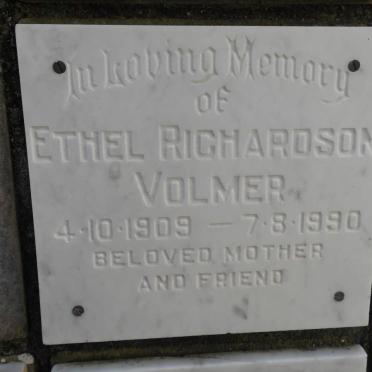 In Loving Memory
of
ETHEL RICHARDSON
VOLMER
4·10·1909 — 7·8·1990
BELOVED MOTHER
AND FRIEND